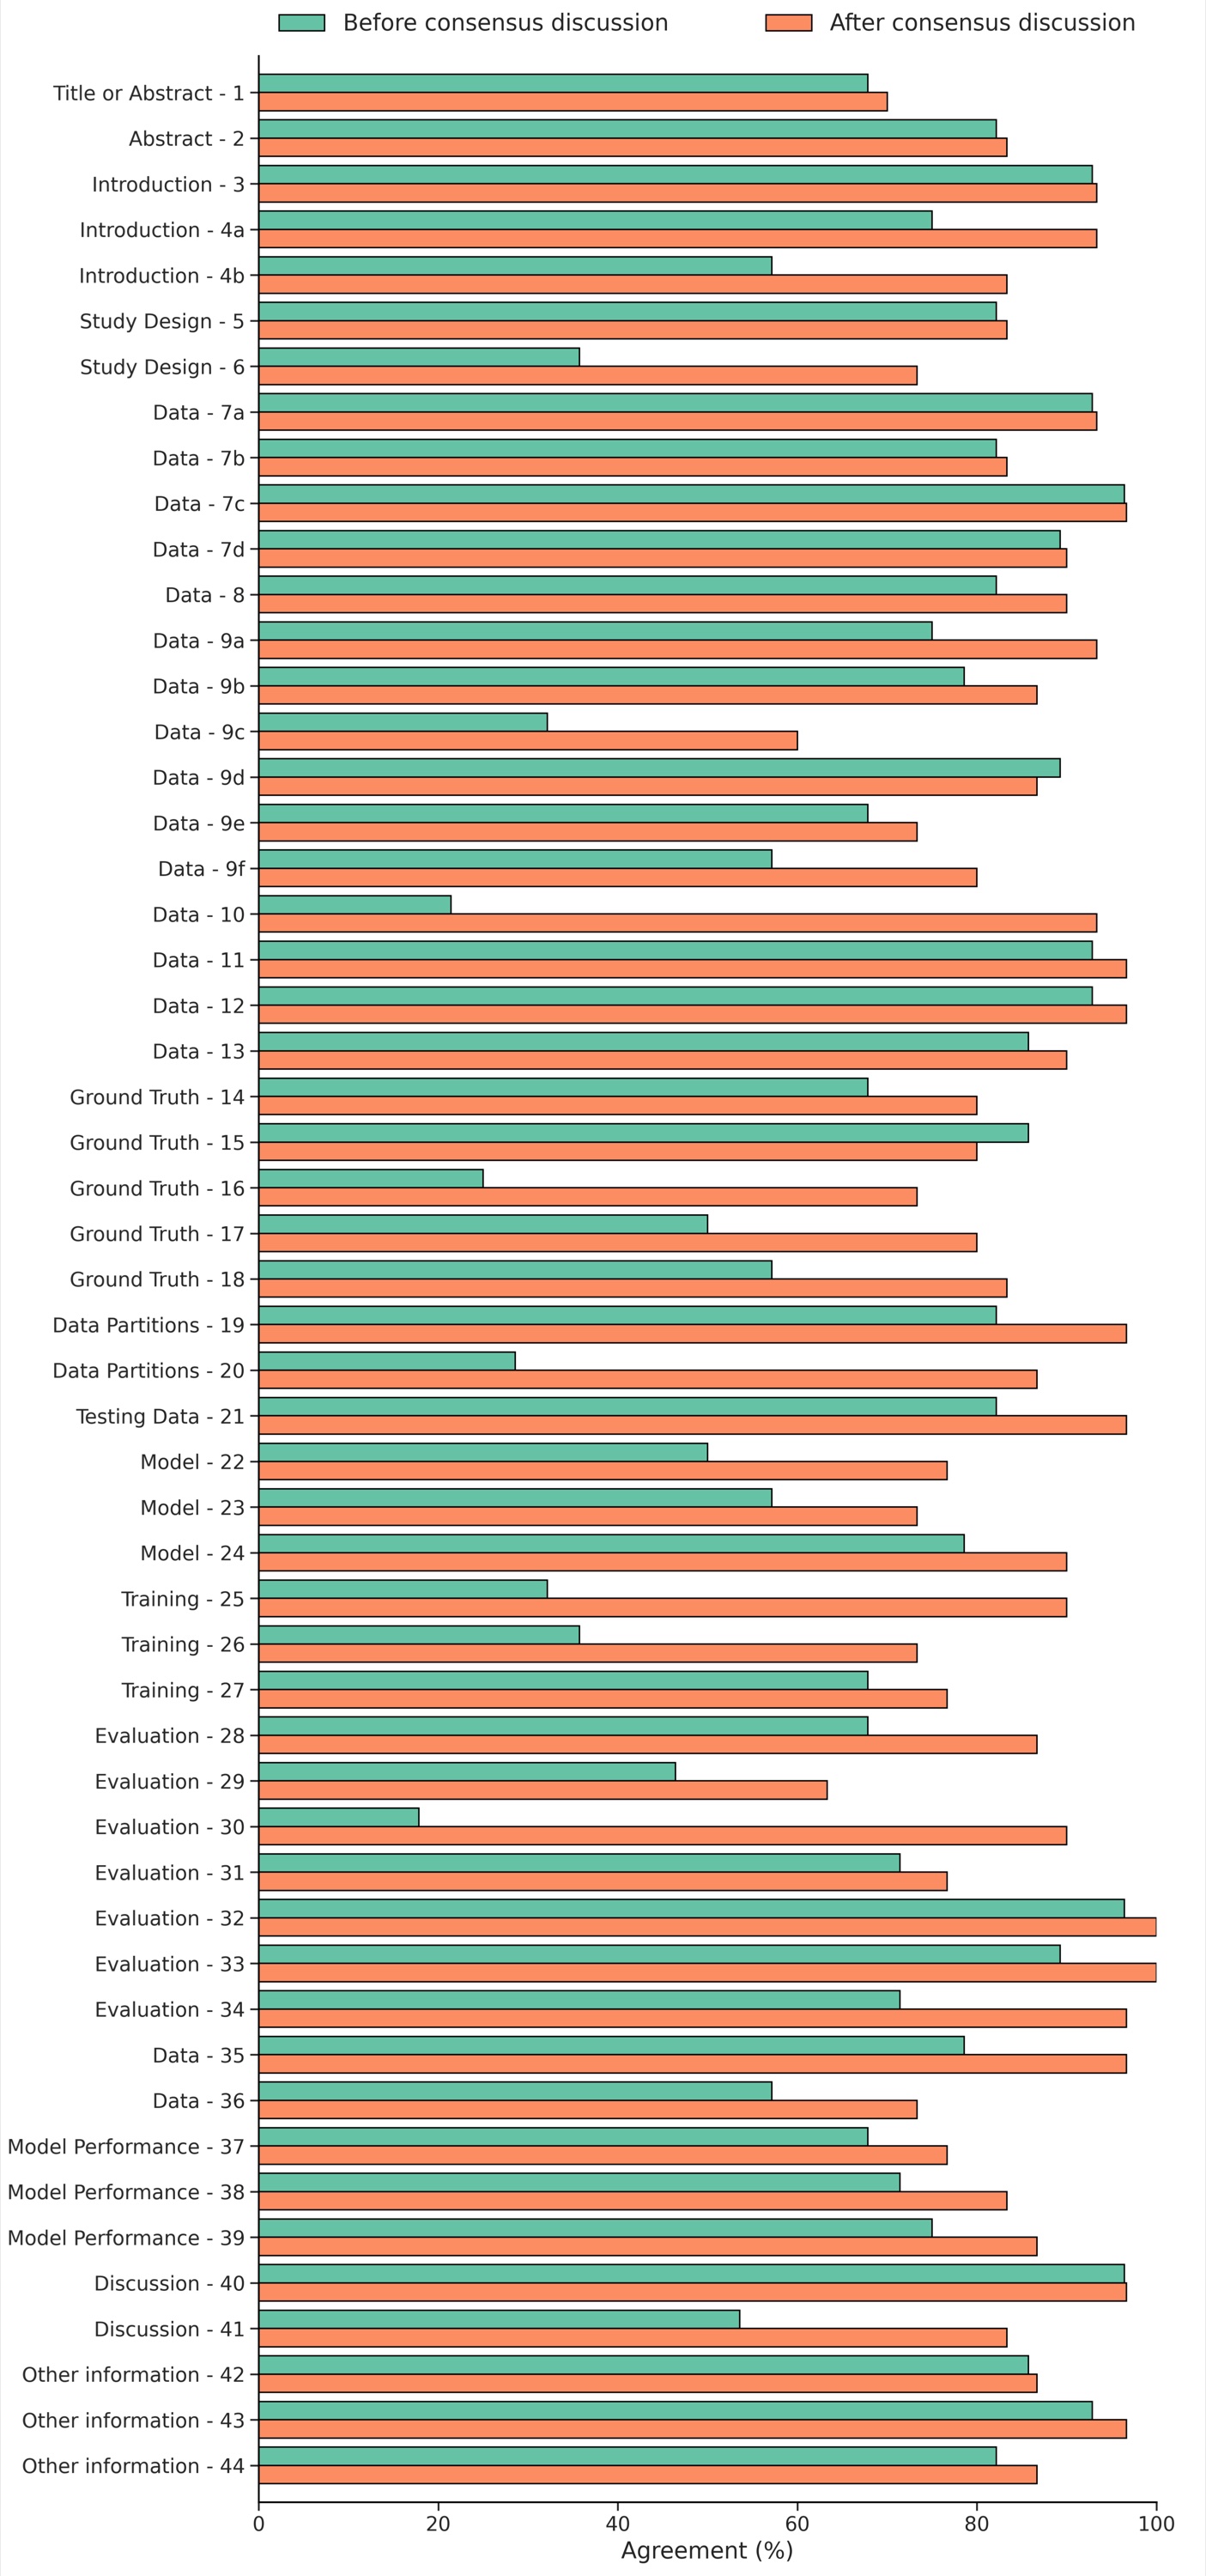 Before consensus discussion After consensus discussion
Title or Abstract - 1
Abstract - 2
Introduction - 3
Introduction - 4a
Introduction - 4b
Study Design - 5
Study Design - 6
Data - 7a
Data - 7b
Data - 7c
Data - 7d
Data - 8
Data - 9a
Data - 9b
Data - 9c
Data - 9d
Data - 9e
Data - 9f
Data - 10
Data - 11
Data - 12
Data - 13
Ground Truth - 14
Ground Truth - 15
Ground Truth - 16
Ground Truth - 17
Ground Truth - 18
Data Partitions - 19
Data Partitions - 20
Testing Data - 21
Model - 22
Model - 23
Model - 24
Training - 25
Training - 26
Training - 27
Evaluation - 28
Evaluation - 29
Evaluation - 30
Evaluation - 31
Evaluation - 32
Evaluation - 33
Evaluation - 34
Data - 35
Data - 36
Model Performance - 37
Model Performance - 38
Model Performance - 39
Discussion - 40
Discussion - 41
Other information - 42
Other information - 43
Other information - 44
0 20 40 60 80 100
Agreement (%)